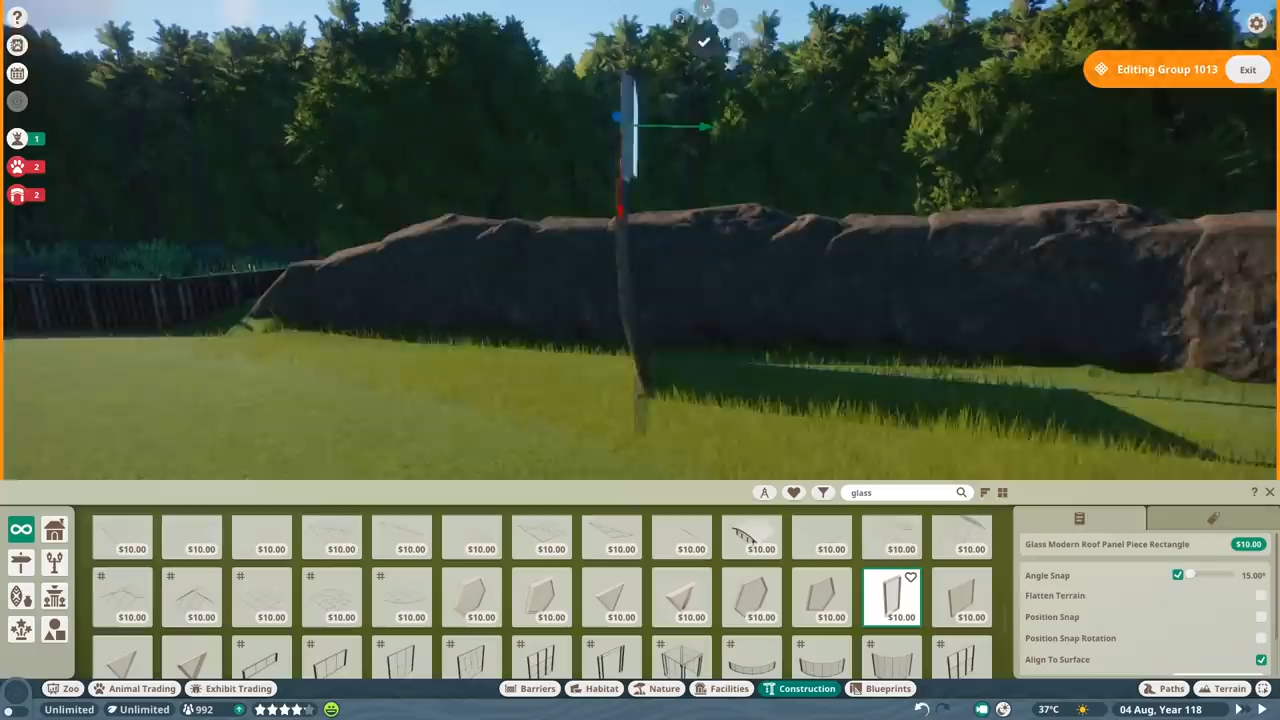 ?
Editing Group 1013
Exit
1
2
2
glass
? ×
$10.00 $10.00 $10.00 $10.00 $10.00 $10.00 $10.00 $10.00 $10.00 $10.00 $10.00 $10.00 $10.00
# # # # #
$10.00 $10.00 $10.00 $10.00 $10.00 $10.00 $10.00 $10.00 $10.00 $10.00 $10.00 $10.00 $10.00
# # # # # # # # # # #
Glass Modern Roof Panel Piece Rectangle $10.00
Angle Snap 15.00°
Flatten Terrain
Position Snap
Position Snap Rotation
Align To Surface
Zoo Animal Trading Exhibit Trading Barriers Habitat Nature Facilities Construction Blueprints Paths Terrain
Unlimited Unlimited 992 37°C 04 Aug, Year 118